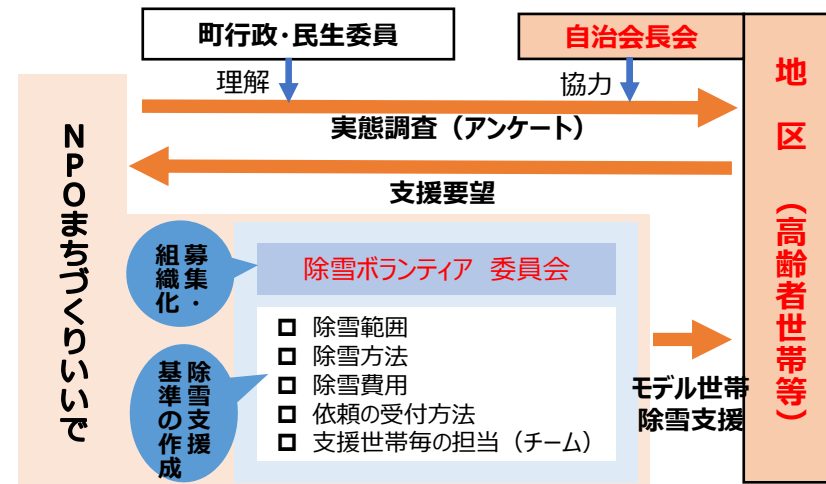 町行政・民生委員
自治会長会
理解
協力
実態調査（アンケート）
支援要望
NPOまちづくりいいで
募集・
組織化
除雪ボランティア　委員会
除雪支援
基準の作成
除雪範囲
除雪方法
除雪費用
依頼の受付方法
支援世帯毎の担当（チーム）
モデル世帯
除雪支援
地　区　（高齢者世帯等）